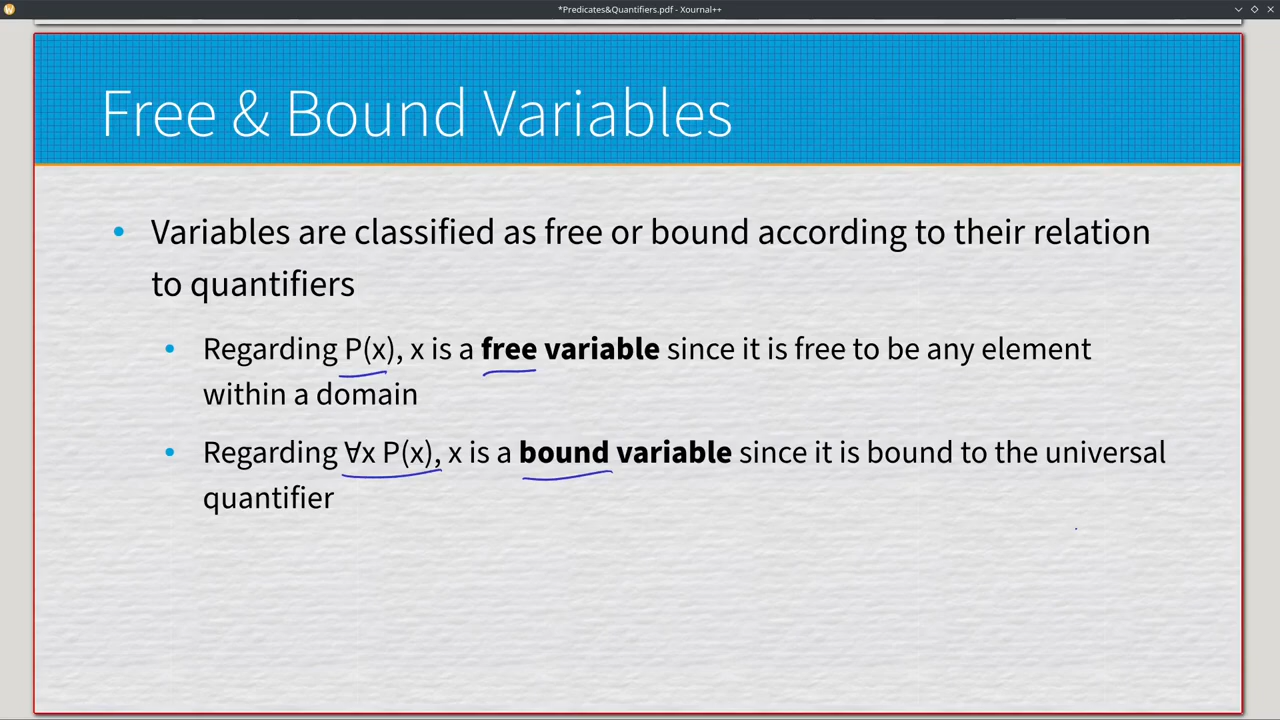 *Predicates&Quantifiers.pdf - Xournal++
Free & Bound Variables
• Variables are classified as free or bound according to their relation
to quantifiers
• Regarding P(x), x is a free variable since it is free to be any element
within a domain
• Regarding ∀x P(x), x is a bound variable since it is bound to the universal
quantifier